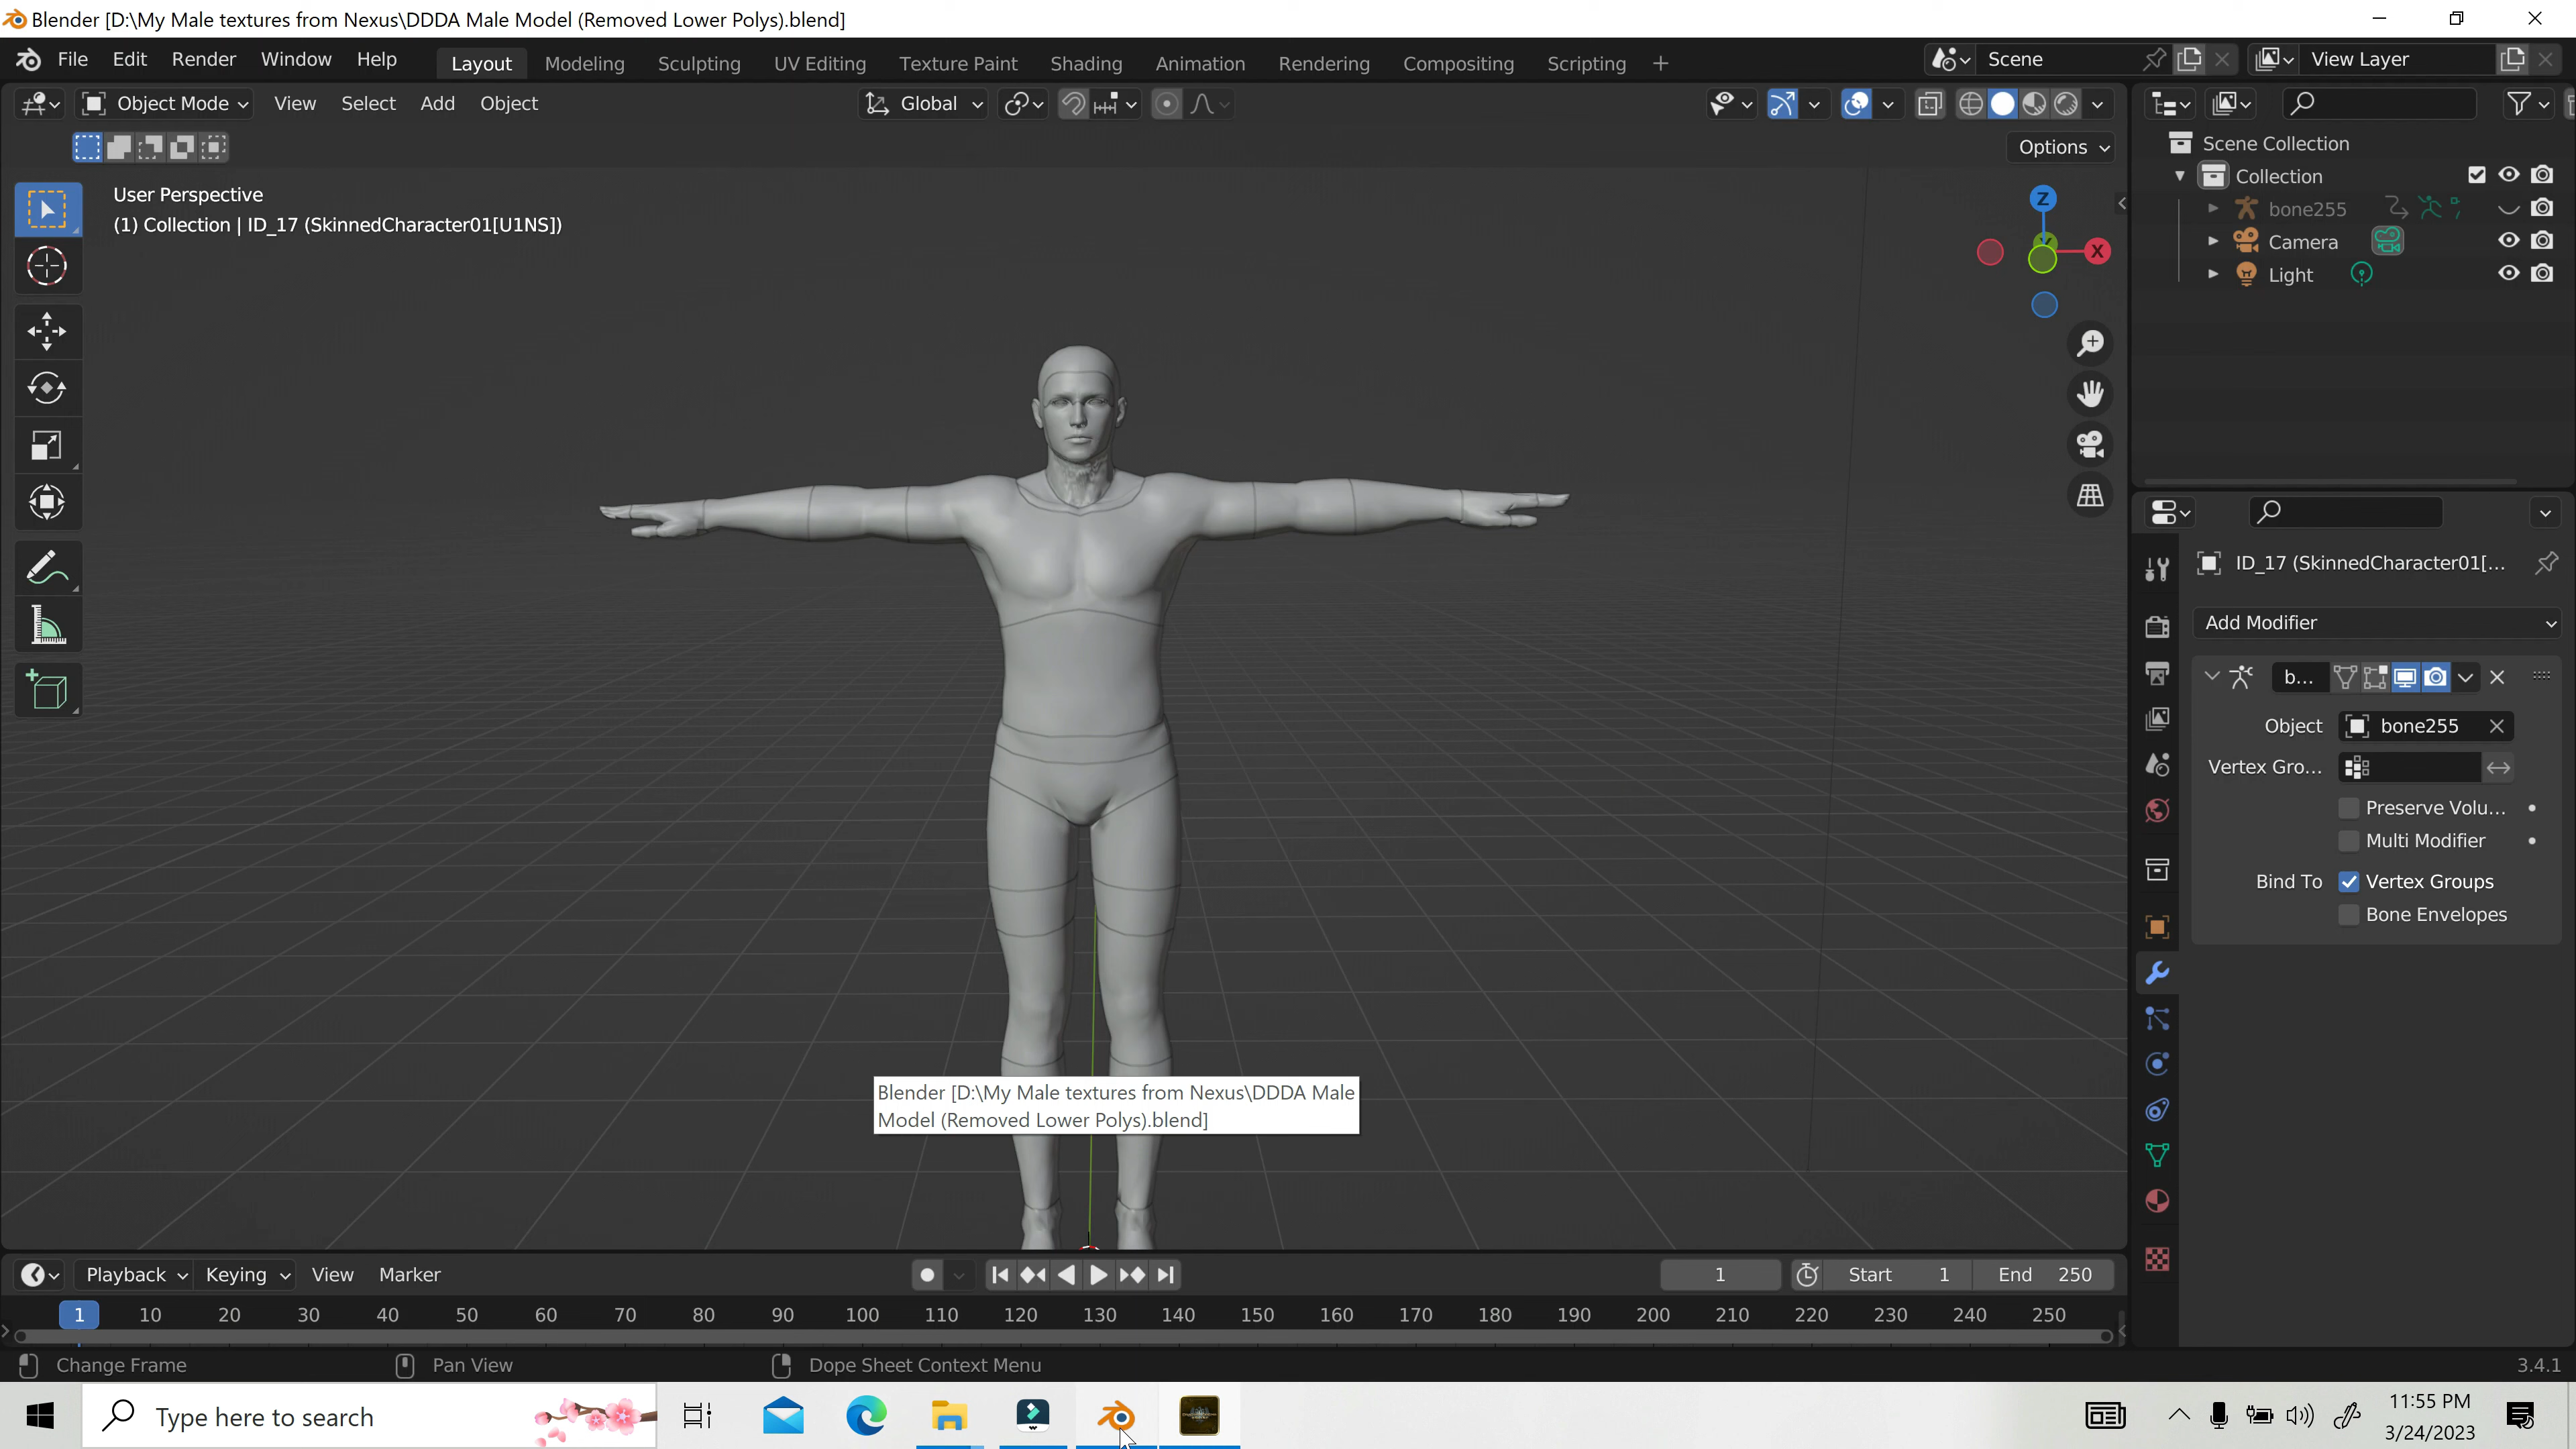 Blender [D:\My Male textures from Nexus\DDDA Male Model (Removed Lower Polys).blend]
File Edit Render Window Help Layout Modeling Sculpting UV Editing Texture Paint Shading Animation Rendering Compositing Scripting + Scene View Layer
Object Mode View Select Add Object Global
Options
User Perspective
(1) Collection | ID_17 (SkinnedCharacter01[U1NS])
Z
Y
X
Scene Collection
Collection
bone255
Camera
Light
ID_17 (SkinnedCharacter01[...
Add Modifier
b...
Object bone255
Vertex Gro...
Preserve Volu...
Multi Modifier
Bind To Vertex Groups
Bone Envelopes
Blender [D:\My Male textures from Nexus\DDDA Male
Model (Removed Lower Polys).blend]
Playback Keying View Marker 1 Start 1 End 250
1 10 20 30 40 50 60 70 80 90 100 110 120 130 140 150 160 170 180 190 200 210 220 230 240 250
Change Frame Pan View Dope Sheet Context Menu 3.4.1
Type here to search
11:55 PM
3/24/2023